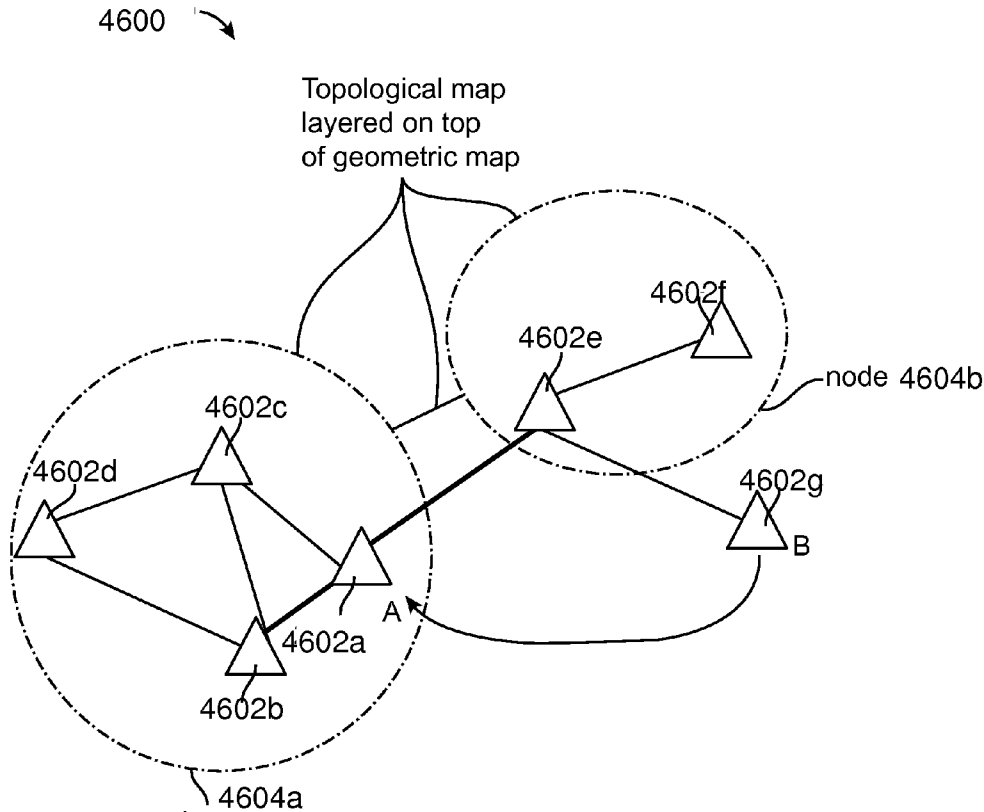 4600
Topological map
layered on top
of geometric map
4602f
4602e
node 4604b
4602c
4602d
4602g
B
A
4602a
4602b
4604a